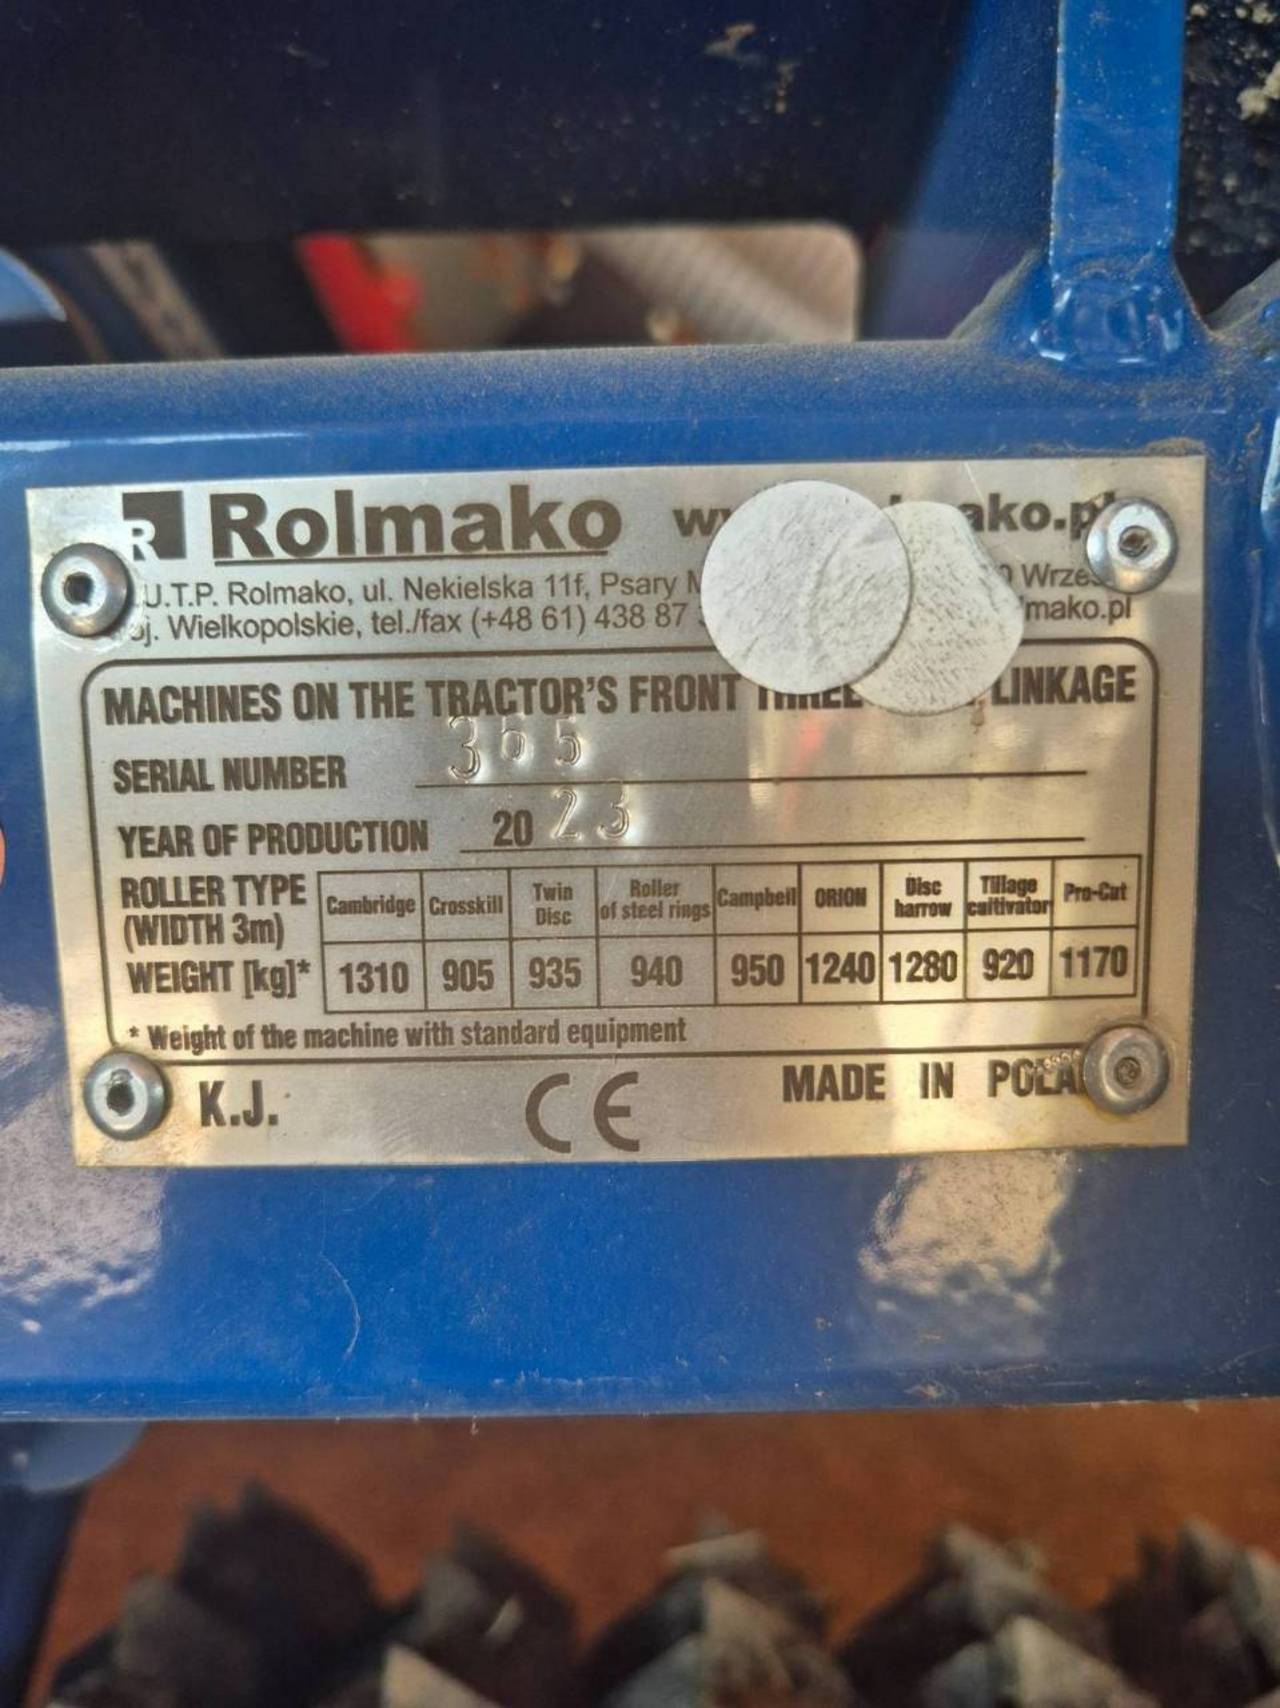 R Rolmako
U.T.P. Rolmako, ul. Nekielska 11f, Psary
Wielkopolskie, tel./fax (+48 61) 438 87
MACHINES ON THE TRACTOR'S FRONT THREE LINKAGE
SERIAL NUMBER 365
YEAR OF PRODUCTION 2023
ROLLER TYPE (WIDTH 3m) Cambridge Crosskill Twin Disc Roller of steel rings Campbell ORION Disc harrow Tillage cultivator Pro-Cut
WEIGHT [kg]* 1310 905 935 940 950 1240 1280 920 1170
* Weight of the machine with standard equipment
K.J. CE MADE IN